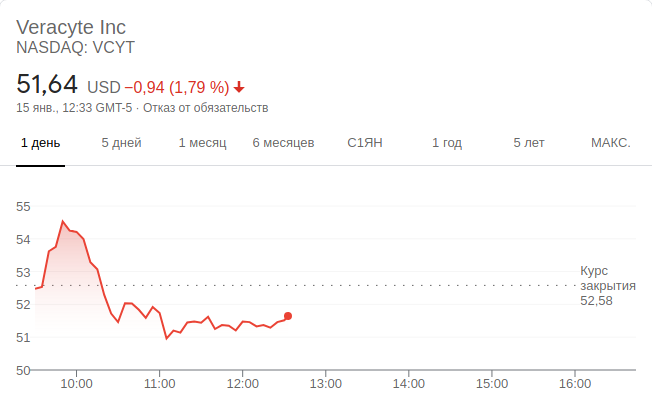 Veracyte Inc
NASDAQ: VCYT
51,64 USD −0,94 (1,79 %)
15 янв., 12:33 GMT-5 · Отказ от обязательств
1 день 5 дней 1 месяц 6 месяцев С1ЯН 1 год 5 лет МАКС.
55
54
53
52
51
50
Курс
закрытия
52,58
10:00 11:00 12:00 13:00 14:00 15:00 16:00